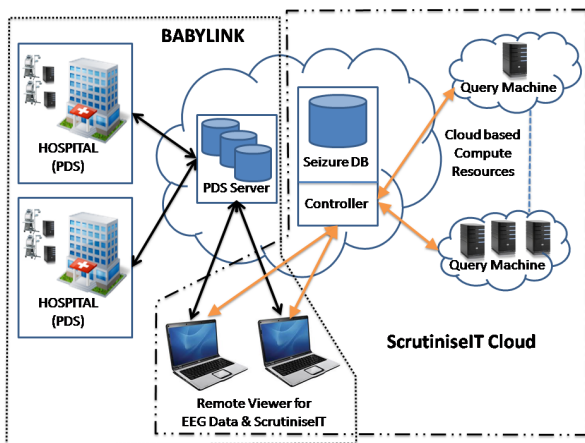 BABYLINK
HOSPITAL
(PDS)
HOSPITAL
(PDS)
PDS Server
Seizure DB
Controller
Query Machine
Cloud based
Compute
Resources
Query Machine
ScrutiniseIT Cloud
Remote Viewer for
EEG Data & ScrutiniseIT